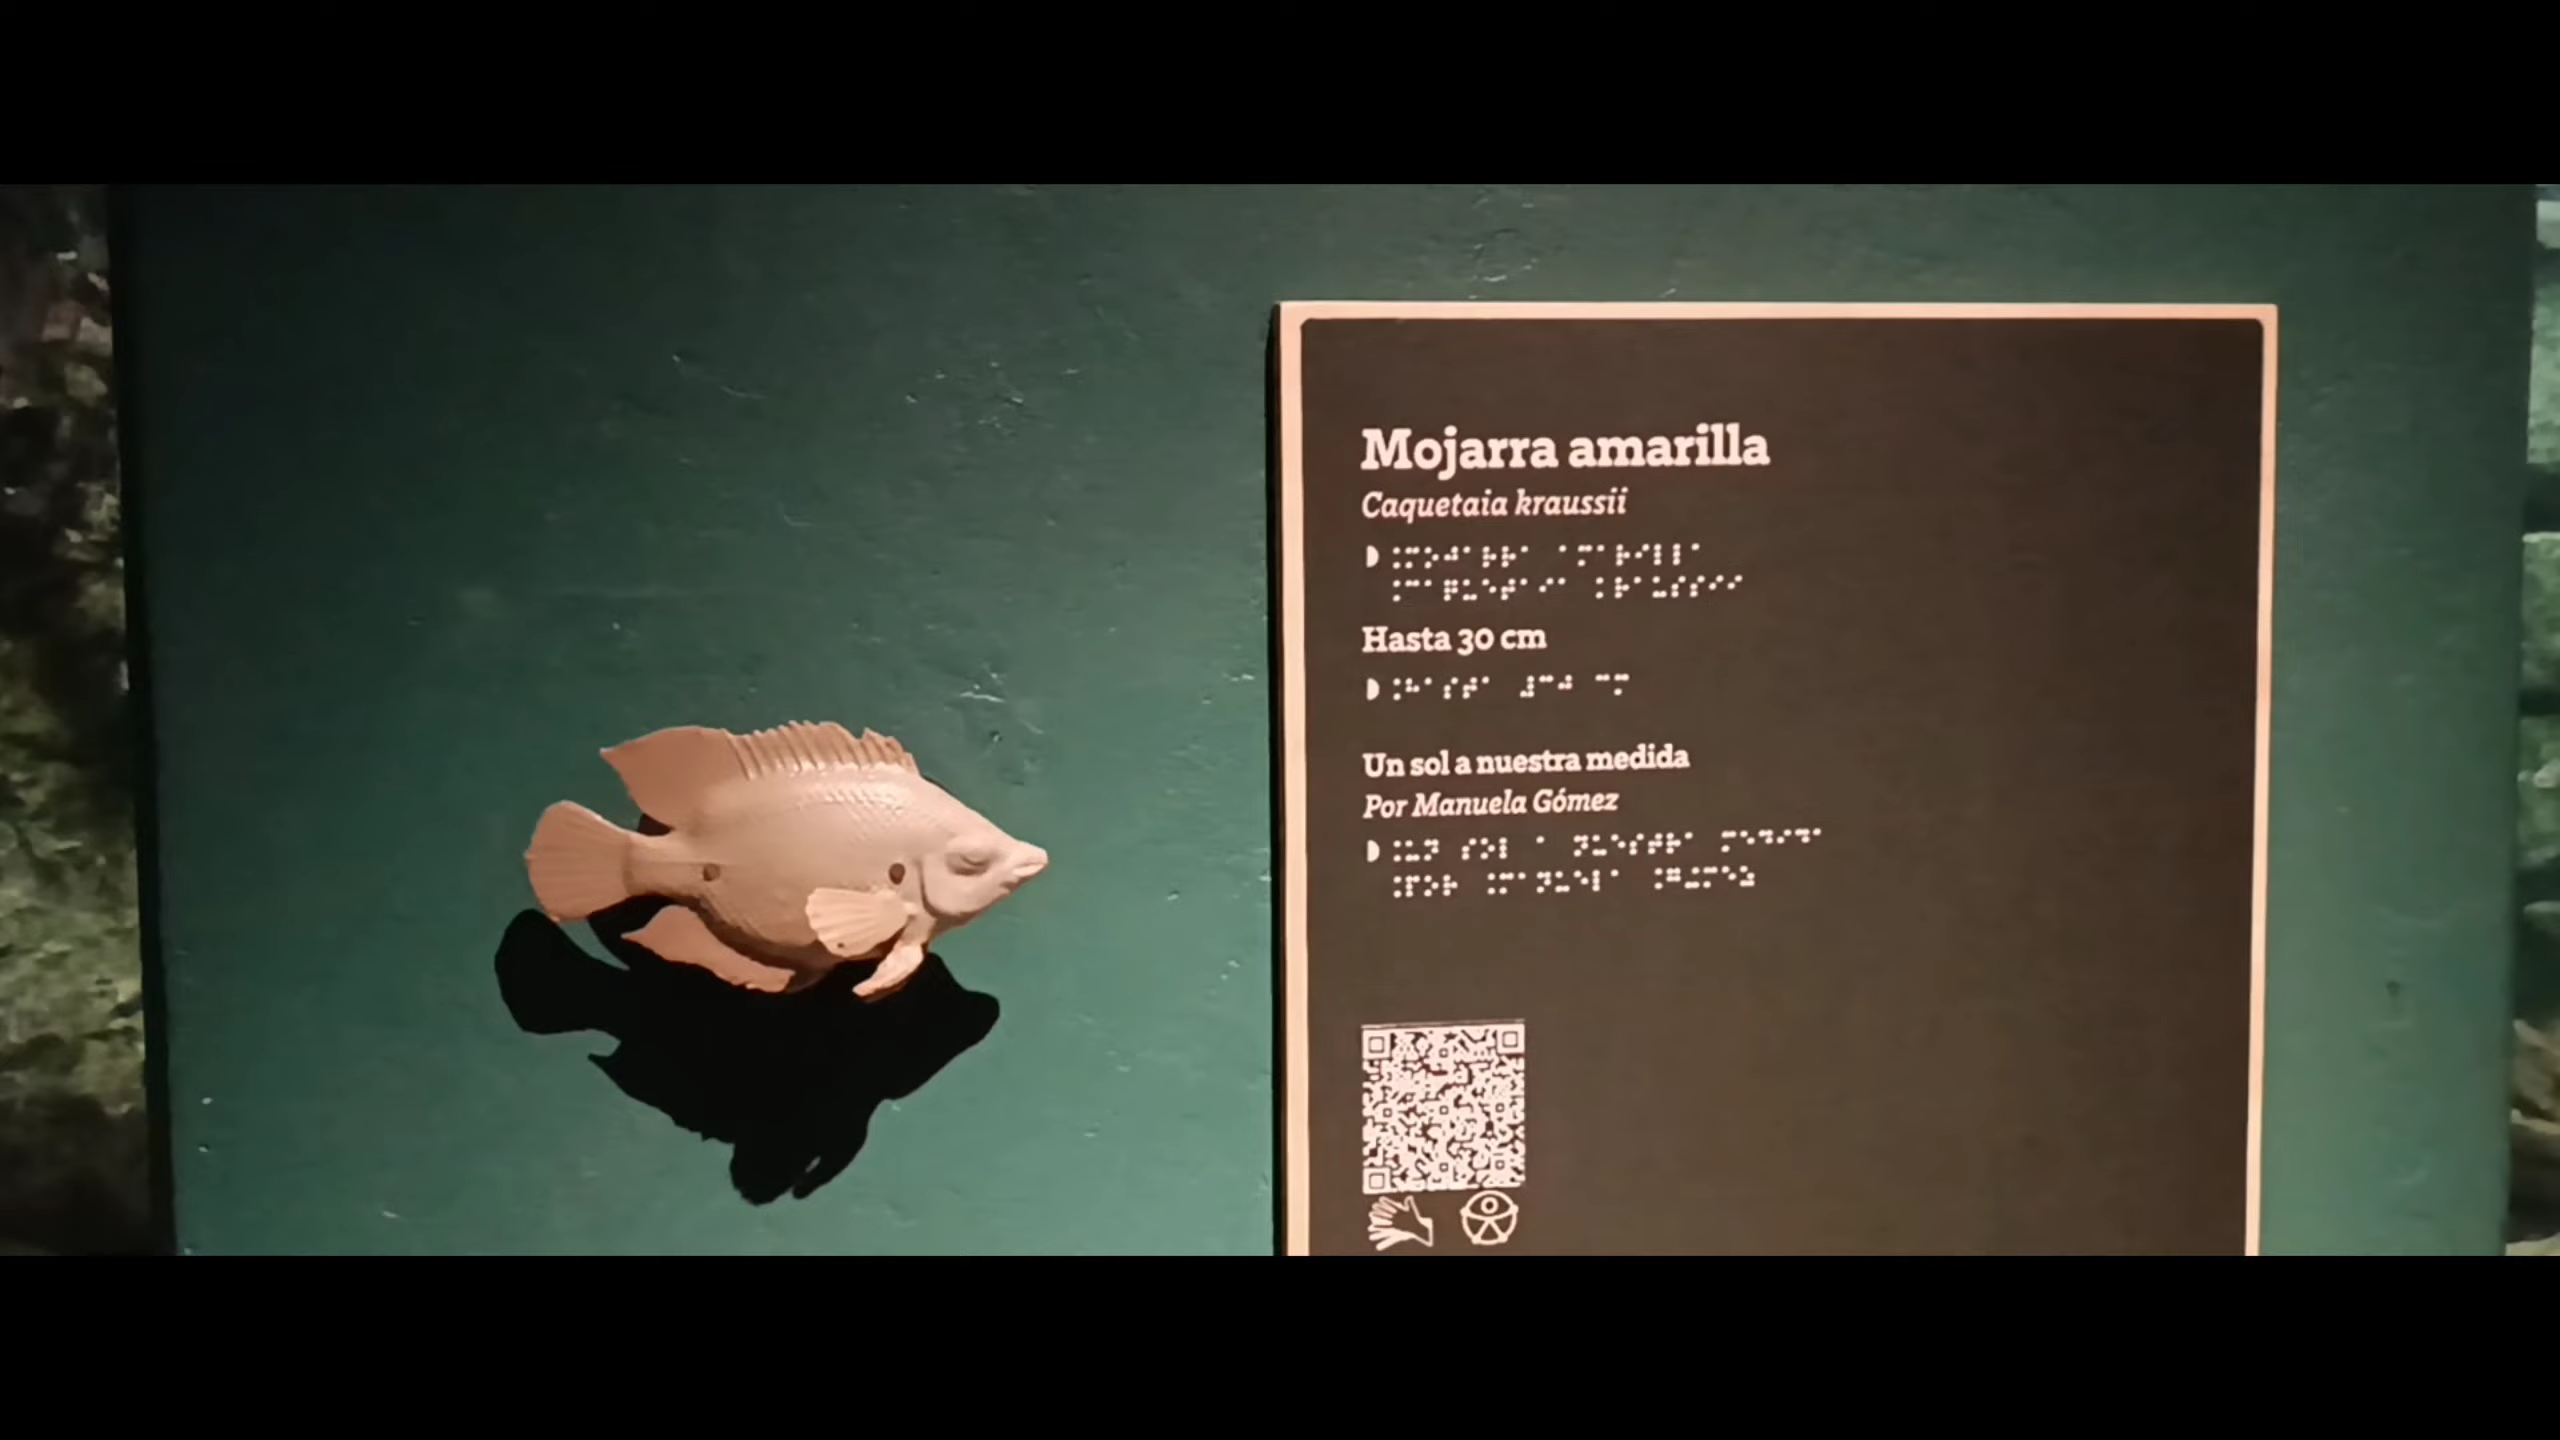 Mojarra amarilla
Caquetaia kraussii
⠨⠍⠕⠚⠁⠗⠗⠁ ⠁⠍⠁⠗⠊⠇⠇⠁
⠨⠉⠁⠟⠥⠑⠞⠁⠊⠁ ⠅⠗⠁⠥⠎⠎⠊⠊
Hasta 30 cm
⠨⠓⠁⠎⠞⠁ ⠼⠉⠚ ⠉⠍
Un sol a nuestra medida
Por Manuela Gómez
⠨⠥⠝ ⠎⠕⠇ ⠁ ⠝⠥⠑⠎⠞⠗⠁ ⠍⠑⠙⠊⠙⠁
⠨⠏⠕⠗ ⠨⠍⠁⠝⠥⠑⠇⠁ ⠨⠛⠬⠍⠑⠵